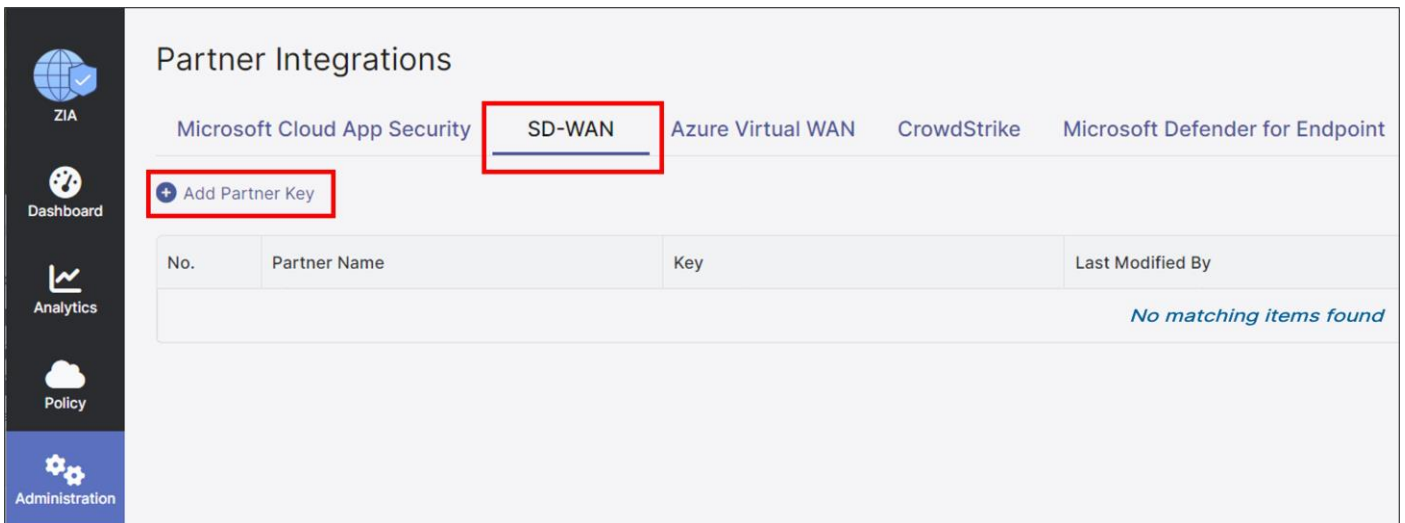 Partner Integrations
ZIA
Microsoft Cloud App Security SD-WAN Azure Virtual WAN CrowdStrike Microsoft Defender for Endpoint
Add Partner Key
Dashboard
No. Partner Name Key Last Modified By
No matching items found
Analytics
Policy
Administration